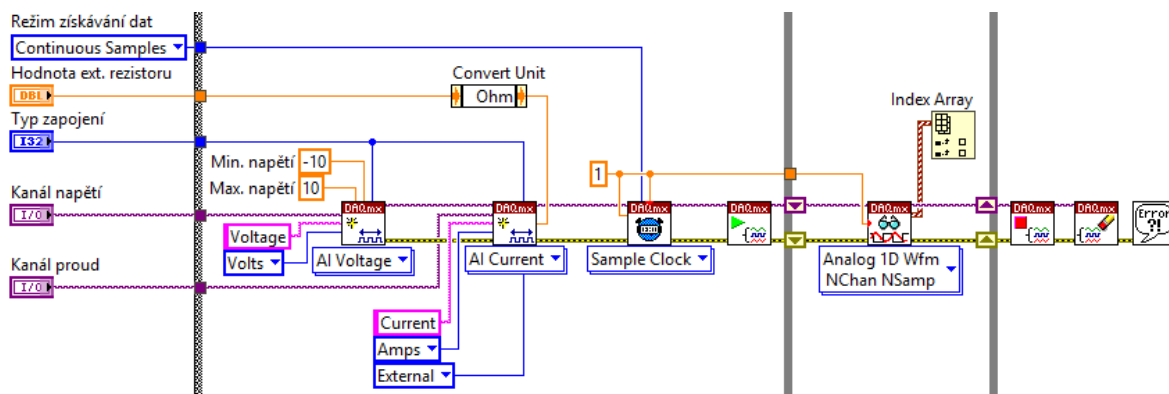 Režim získávání dat
Continuous Samples
Hodnota ext. rezistoru
DBL
Typ zapojení
I32
Kanál napětí
I/O
Kanál proud
I/O
Min. napětí -10
Max. napětí 10
Voltage
Volts
DAQmx
AI Voltage
Convert Unit
Ohm
DAQmx
AI Current
Current
Amps
External
1
DAQmx
Sample Clock
DAQmx
Index Array
DAQmx
Analog 1D Wfm
NChan NSamp
DAQmx
DAQmx
Error
?!